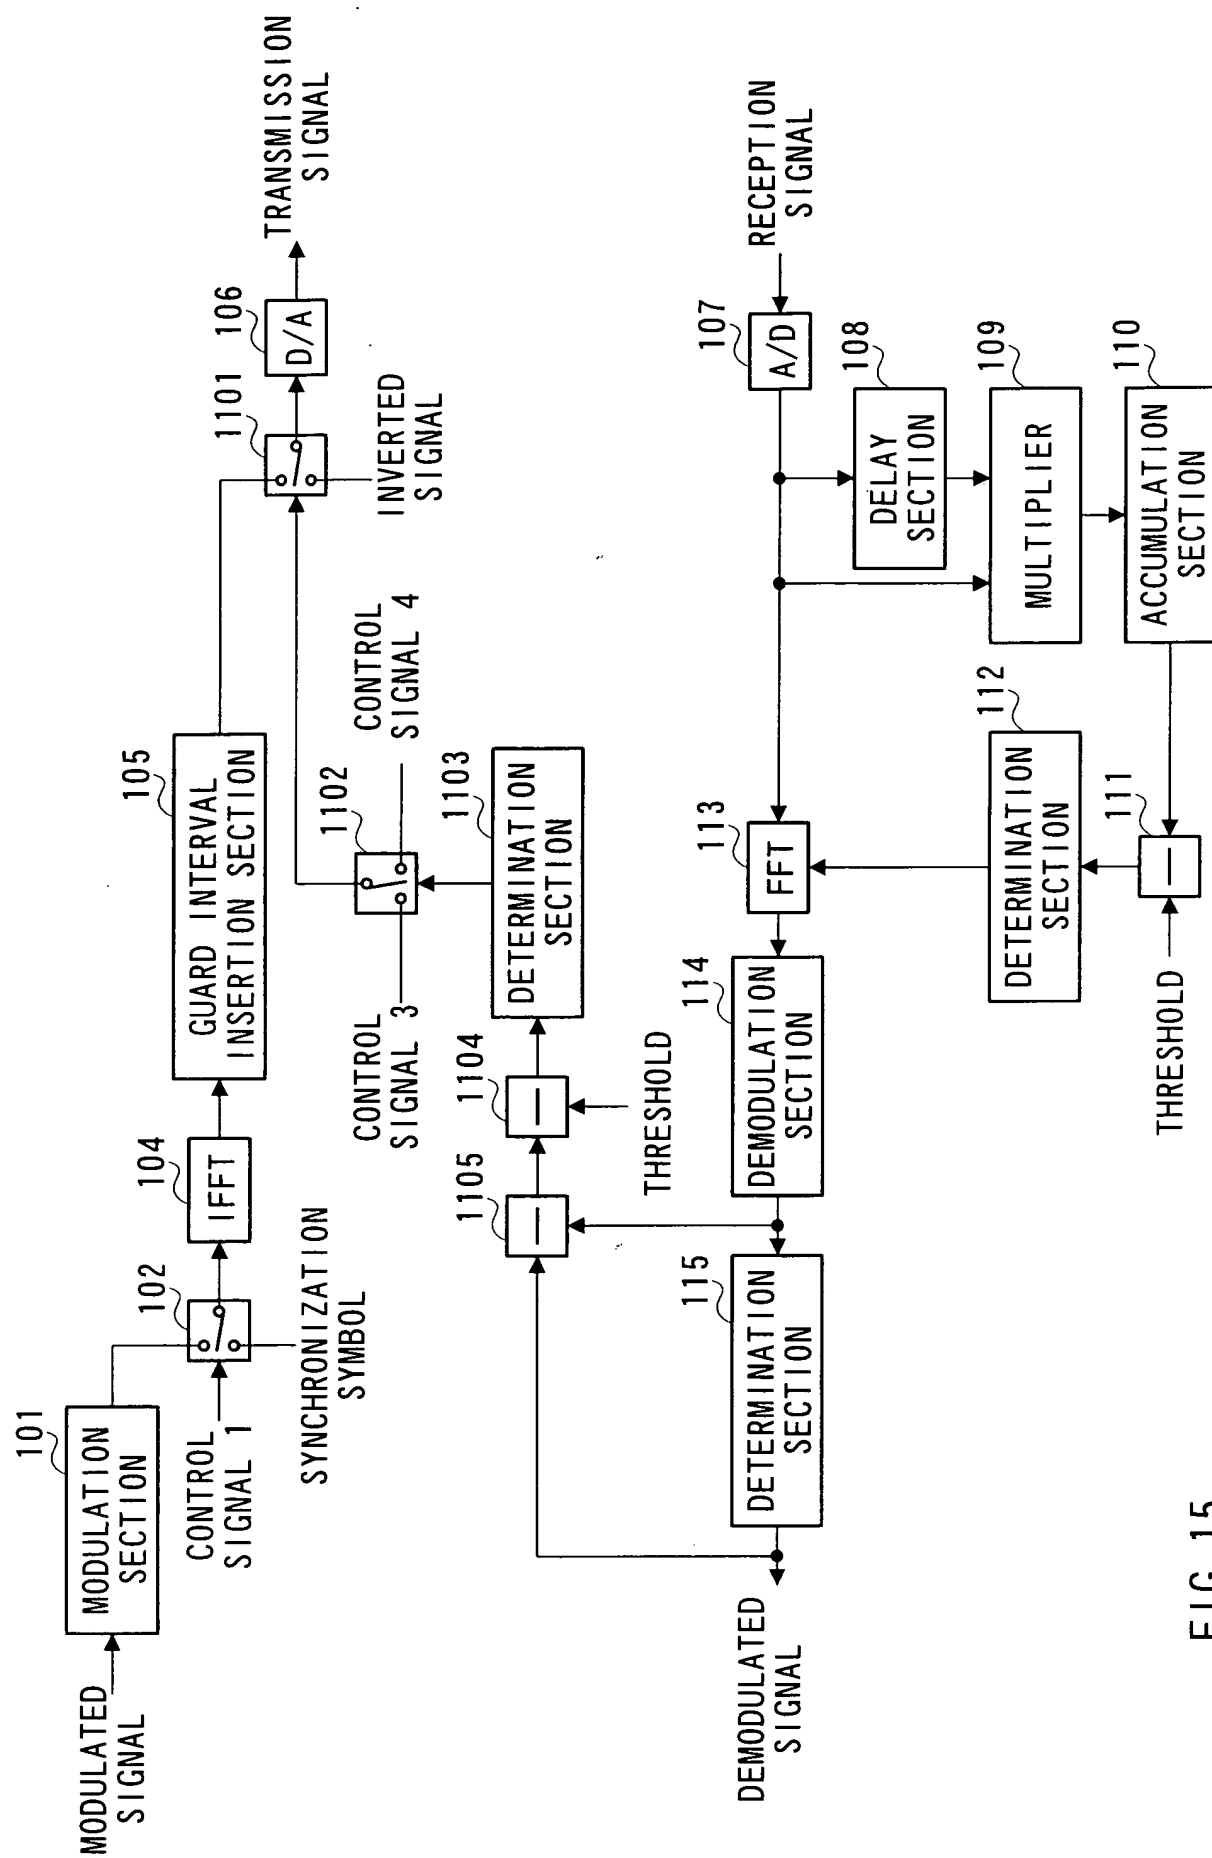 MODULATED
SIGNAL
101
MODULATION
SECTION
CONTROL
SIGNAL 1
102
SYNCHRONIZATION
SYMBOL
104
IFFT
105
GUARD INTERVAL
INSERTION SECTION
1101
INVERTED
SIGNAL
106
D/A
TRANSMISSION
SIGNAL
CONTROL
SIGNAL 3
1102
CONTROL
SIGNAL 4
1103
DETERMINATION
SECTION
1104
THRESHOLD
1105
RECEPTION
SIGNAL
107
A/D
108
DELAY
SECTION
109
MULTIPLIER
110
ACCUMULATION
SECTION
111
THRESHOLD
112
DETERMINATION
SECTION
113
FFT
114
DEMODULATION
SECTION
115
DETERMINATION
SECTION
DEMODULATED
SIGNAL
FIG.15